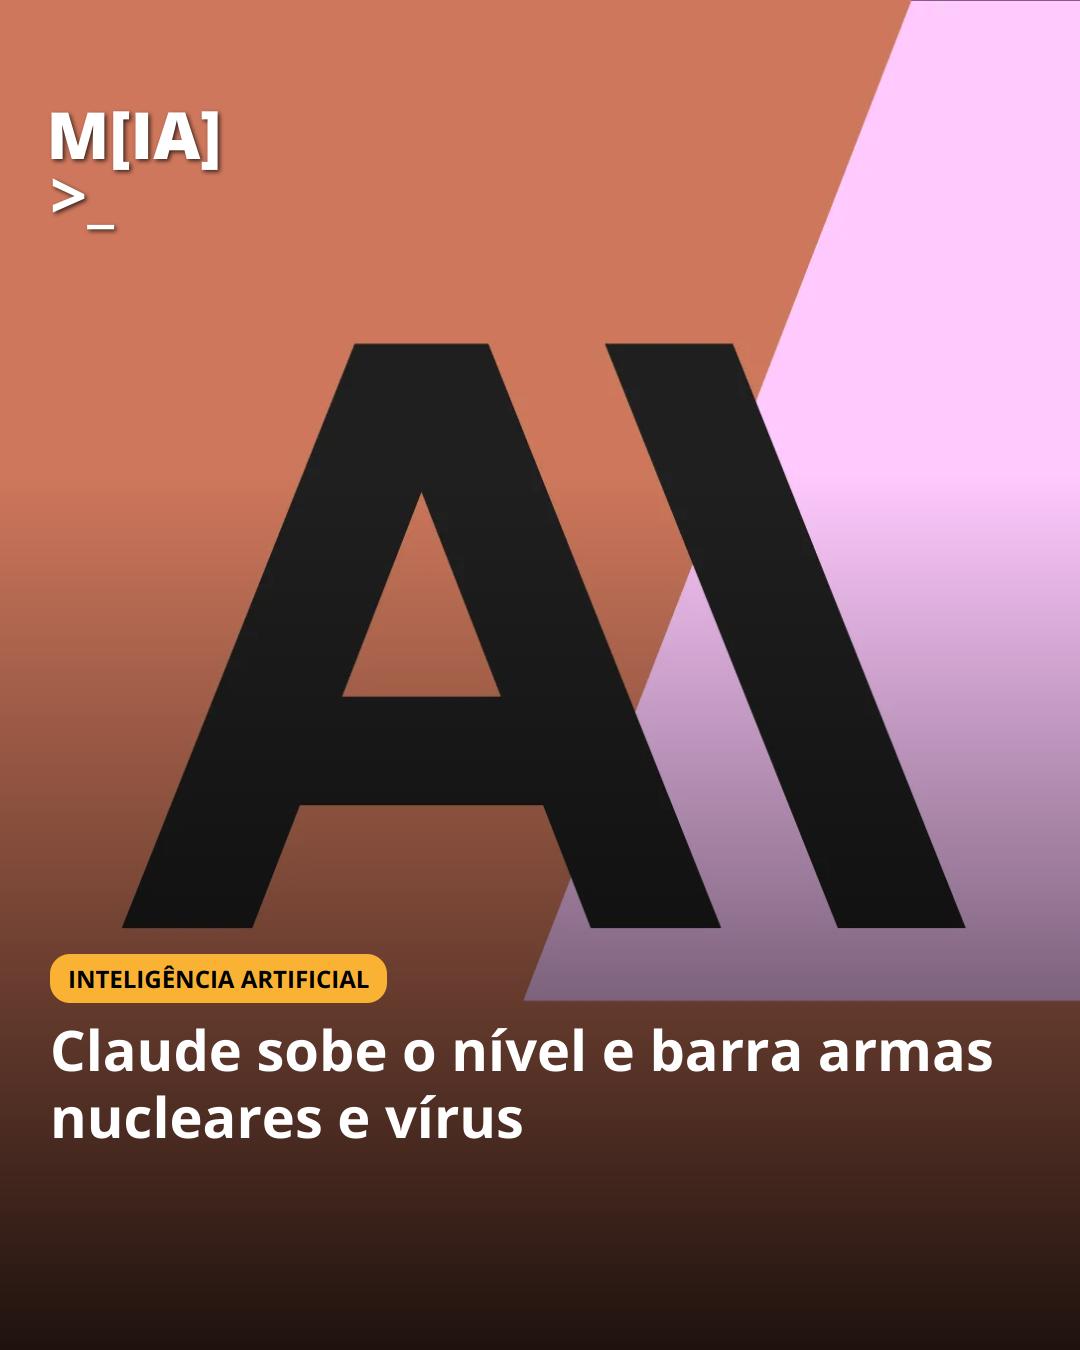 M[IA]
>_
AI
INTELIGÊNCIA ARTIFICIAL
Claude sobe o nível e barra armas
nucleares e vírus